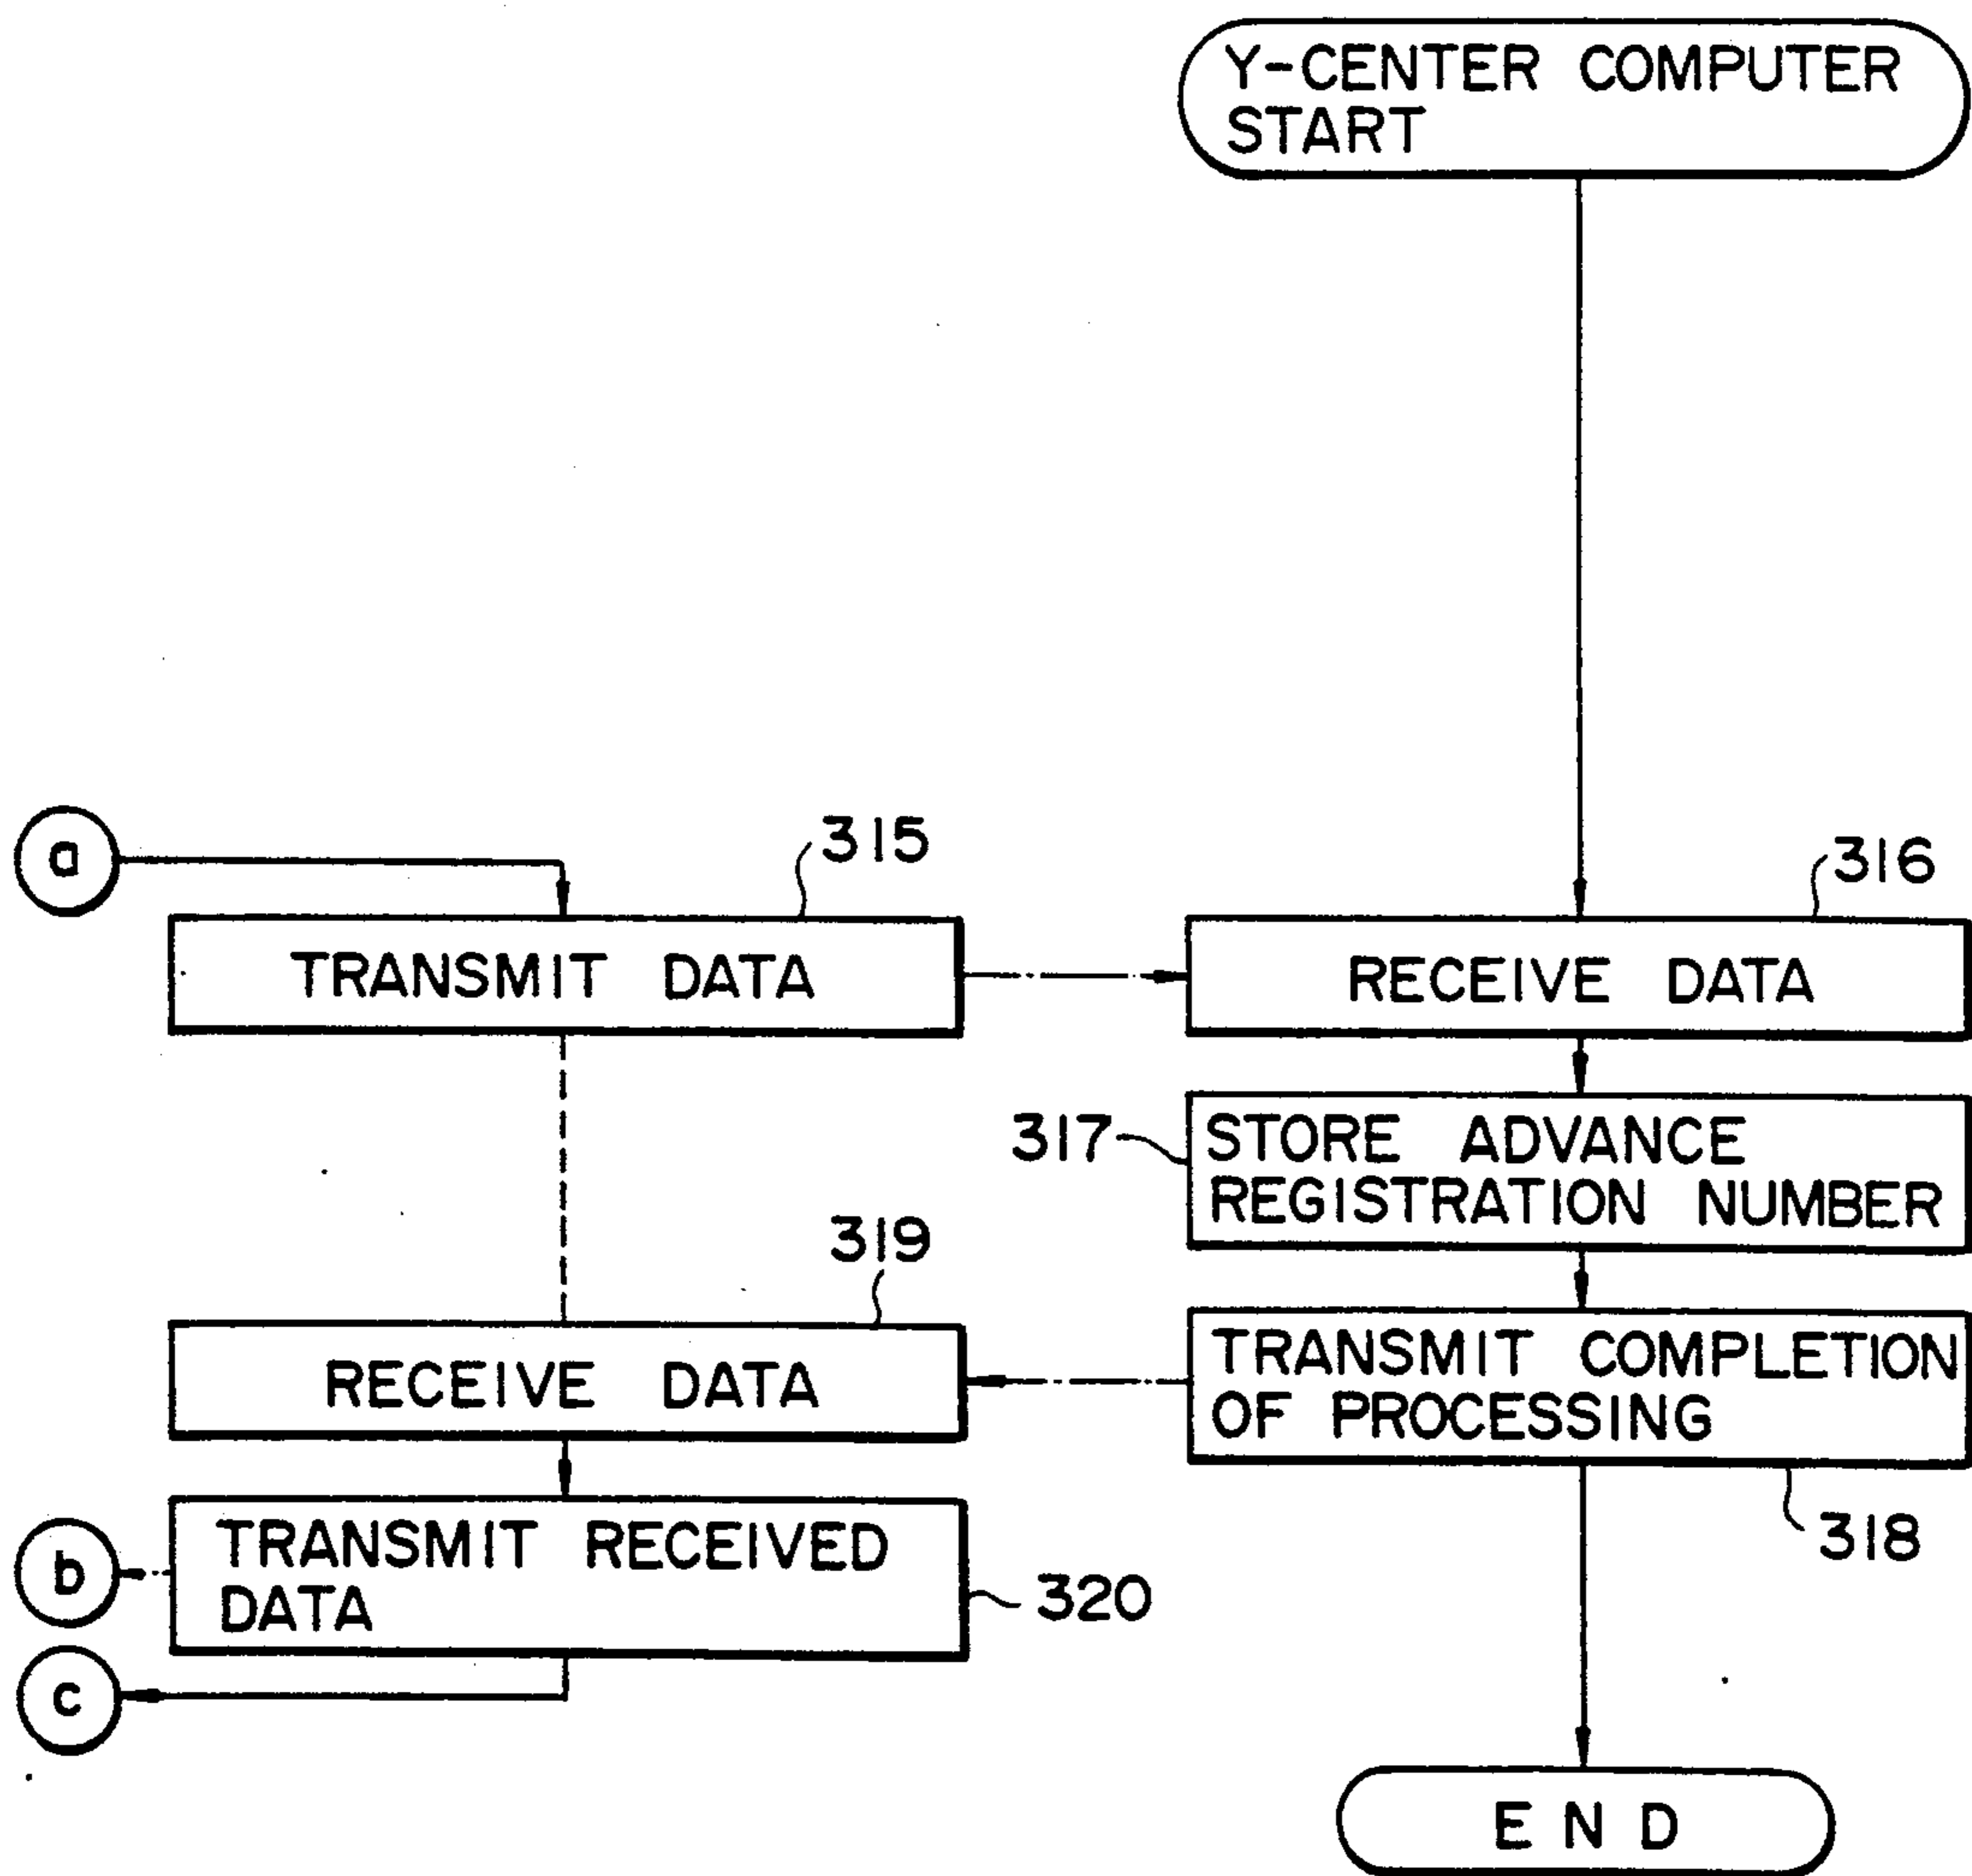 Y-CENTER COMPUTER
START
a
315
316
TRANSMIT DATA
RECEIVE DATA
317
STORE ADVANCE
REGISTRATION NUMBER
319
RECEIVE DATA
TRANSMIT COMPLETION
OF PROCESSING
318
b
TRANSMIT RECEIVED
DATA
320
c
END